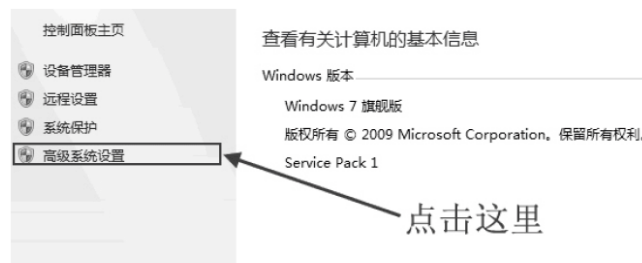 控制面板主页
设备管理器
远程设置
系统保护
高级系统设置
查看有关计算机的基本信息
Windows 版本
Windows 7 旗舰版
版权所有 © 2009 Microsoft Corporation。保留所有权利。
Service Pack 1
点击这里